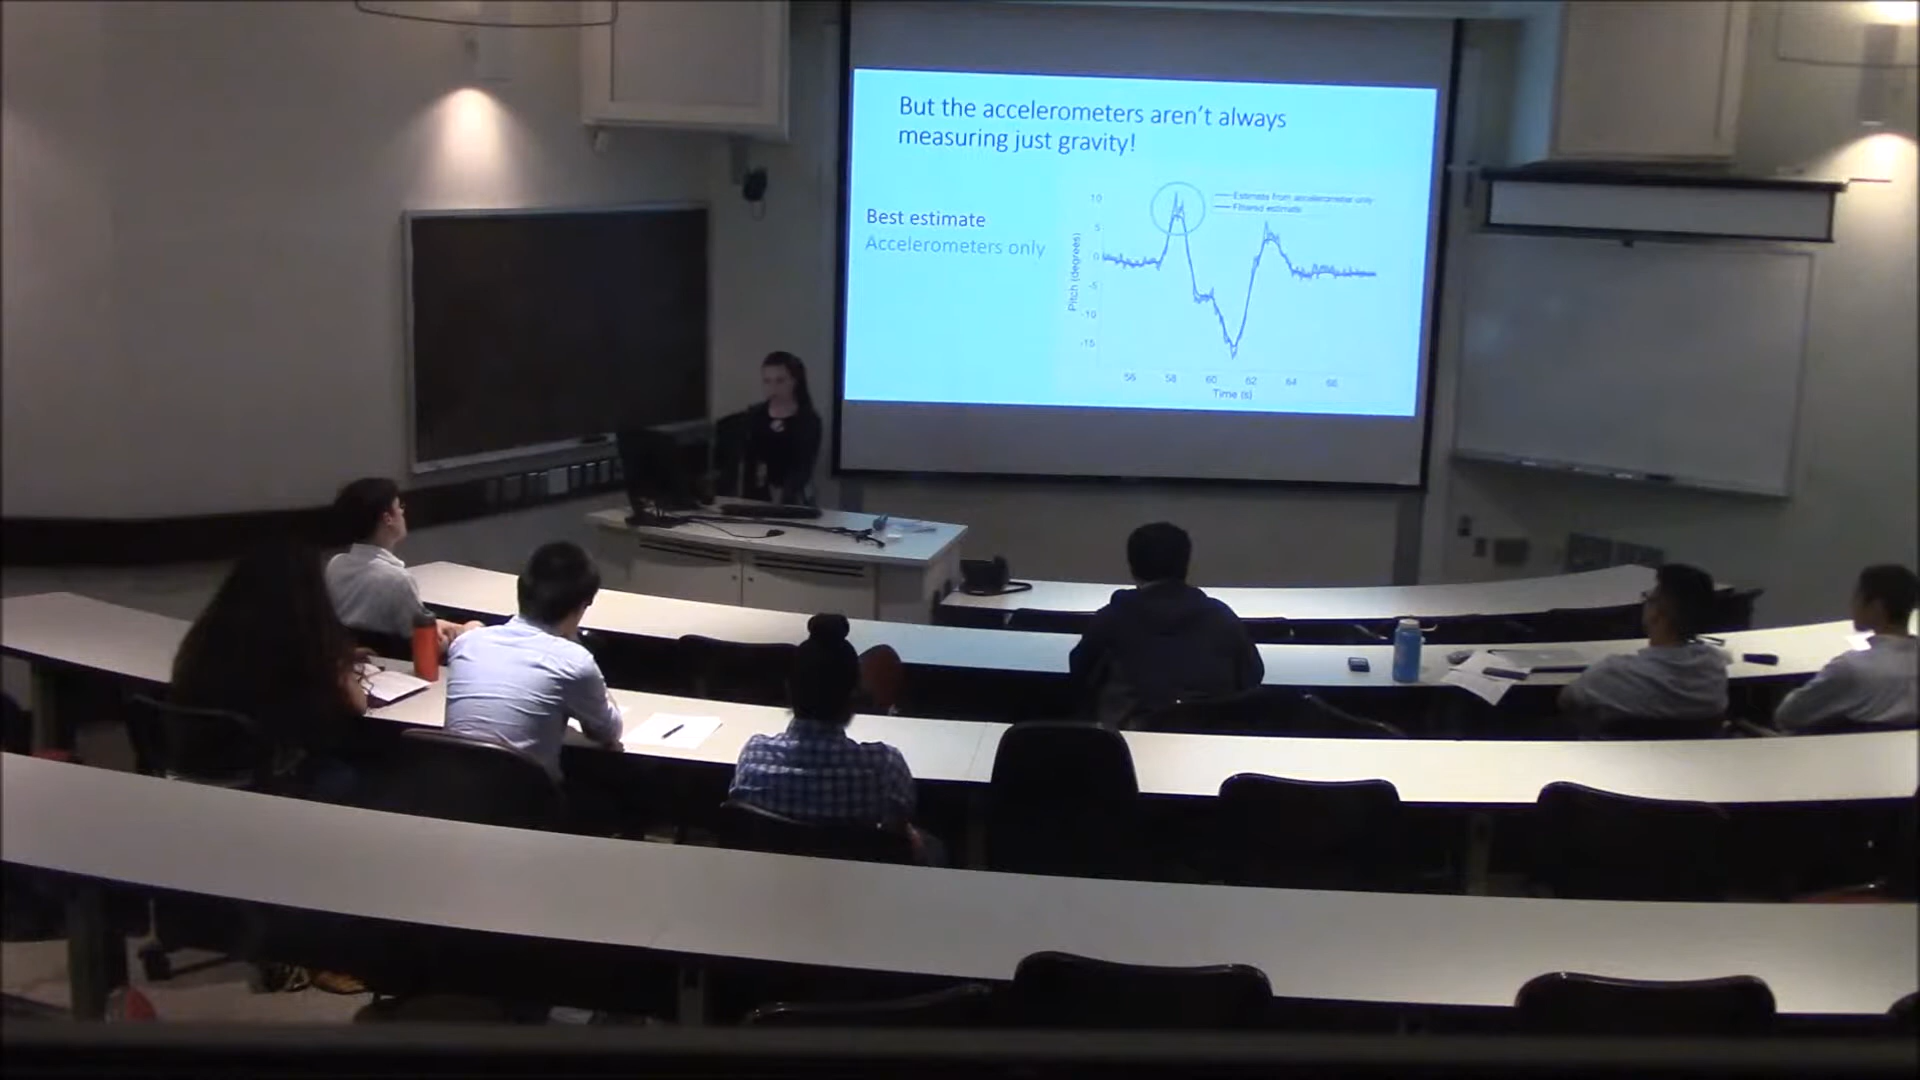 But the accelerometers aren't always
measuring just gravity!
Best estimate
Accelerometers only
Estimate from accelerometer only
Filtered estimate
10
5
0
-5
-10
-15
Pitch (degrees)
56
58
60
62
64
66
Time (s)